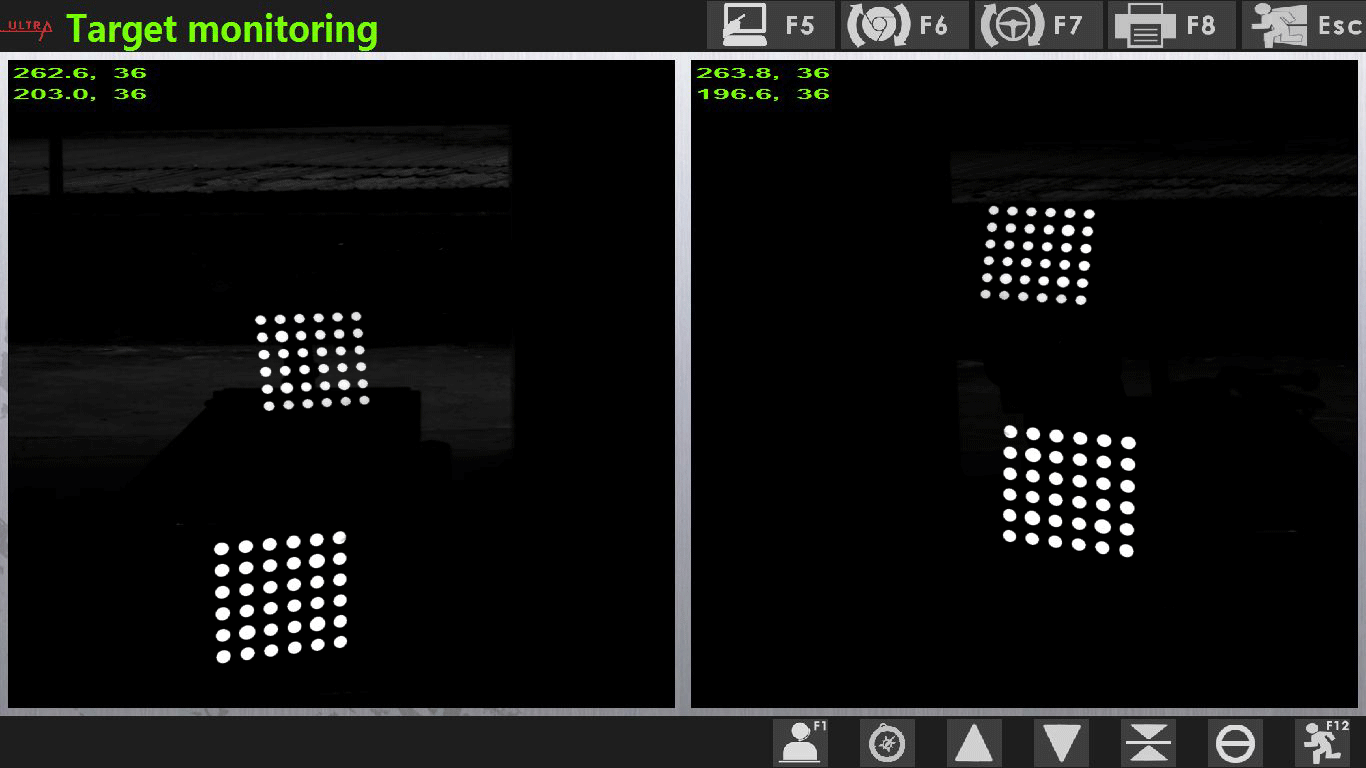 ULTRA
Target monitoring
F5
F6
F7
F8
Esc
262.6, 36
203.0, 36
263.8, 36
196.6, 36
F1
F12